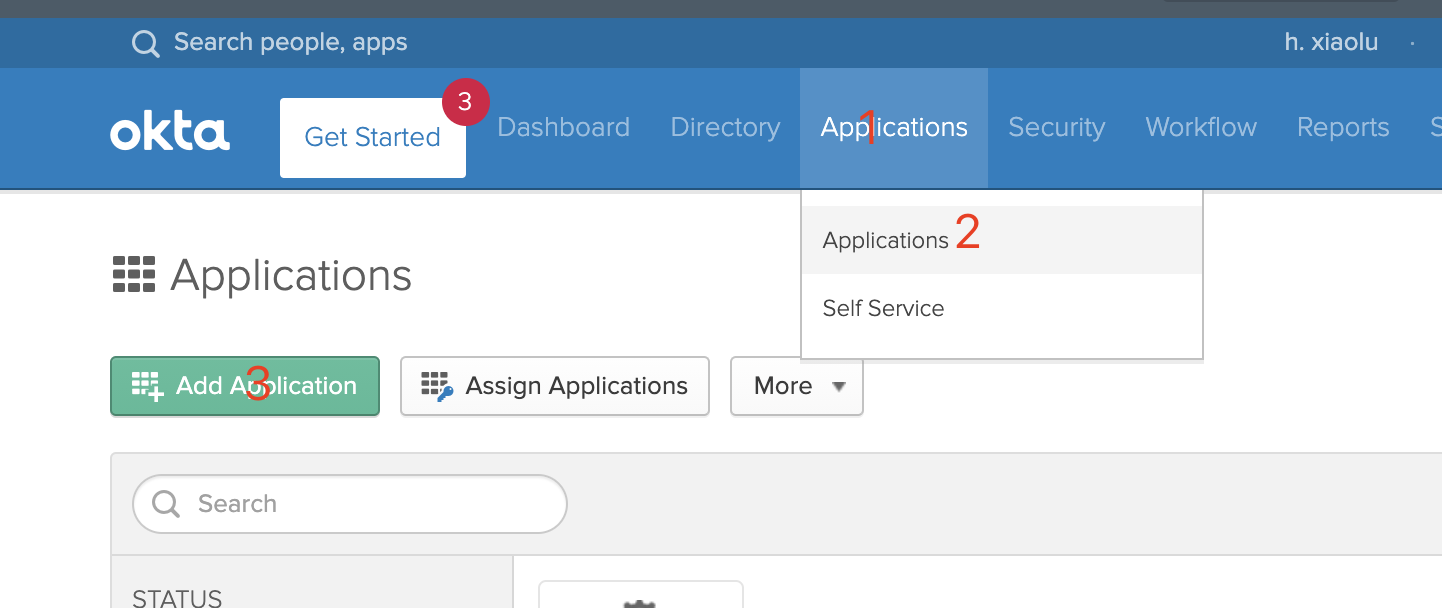 Search people, apps
h. xiaolu ·
okta
Get Started
3
Dashboard
Directory
Applications
1
Security
Workflow
Reports
S
Applications 2
Self Service
Applications
Add Application
3
Assign Applications
More
Search
STATUS